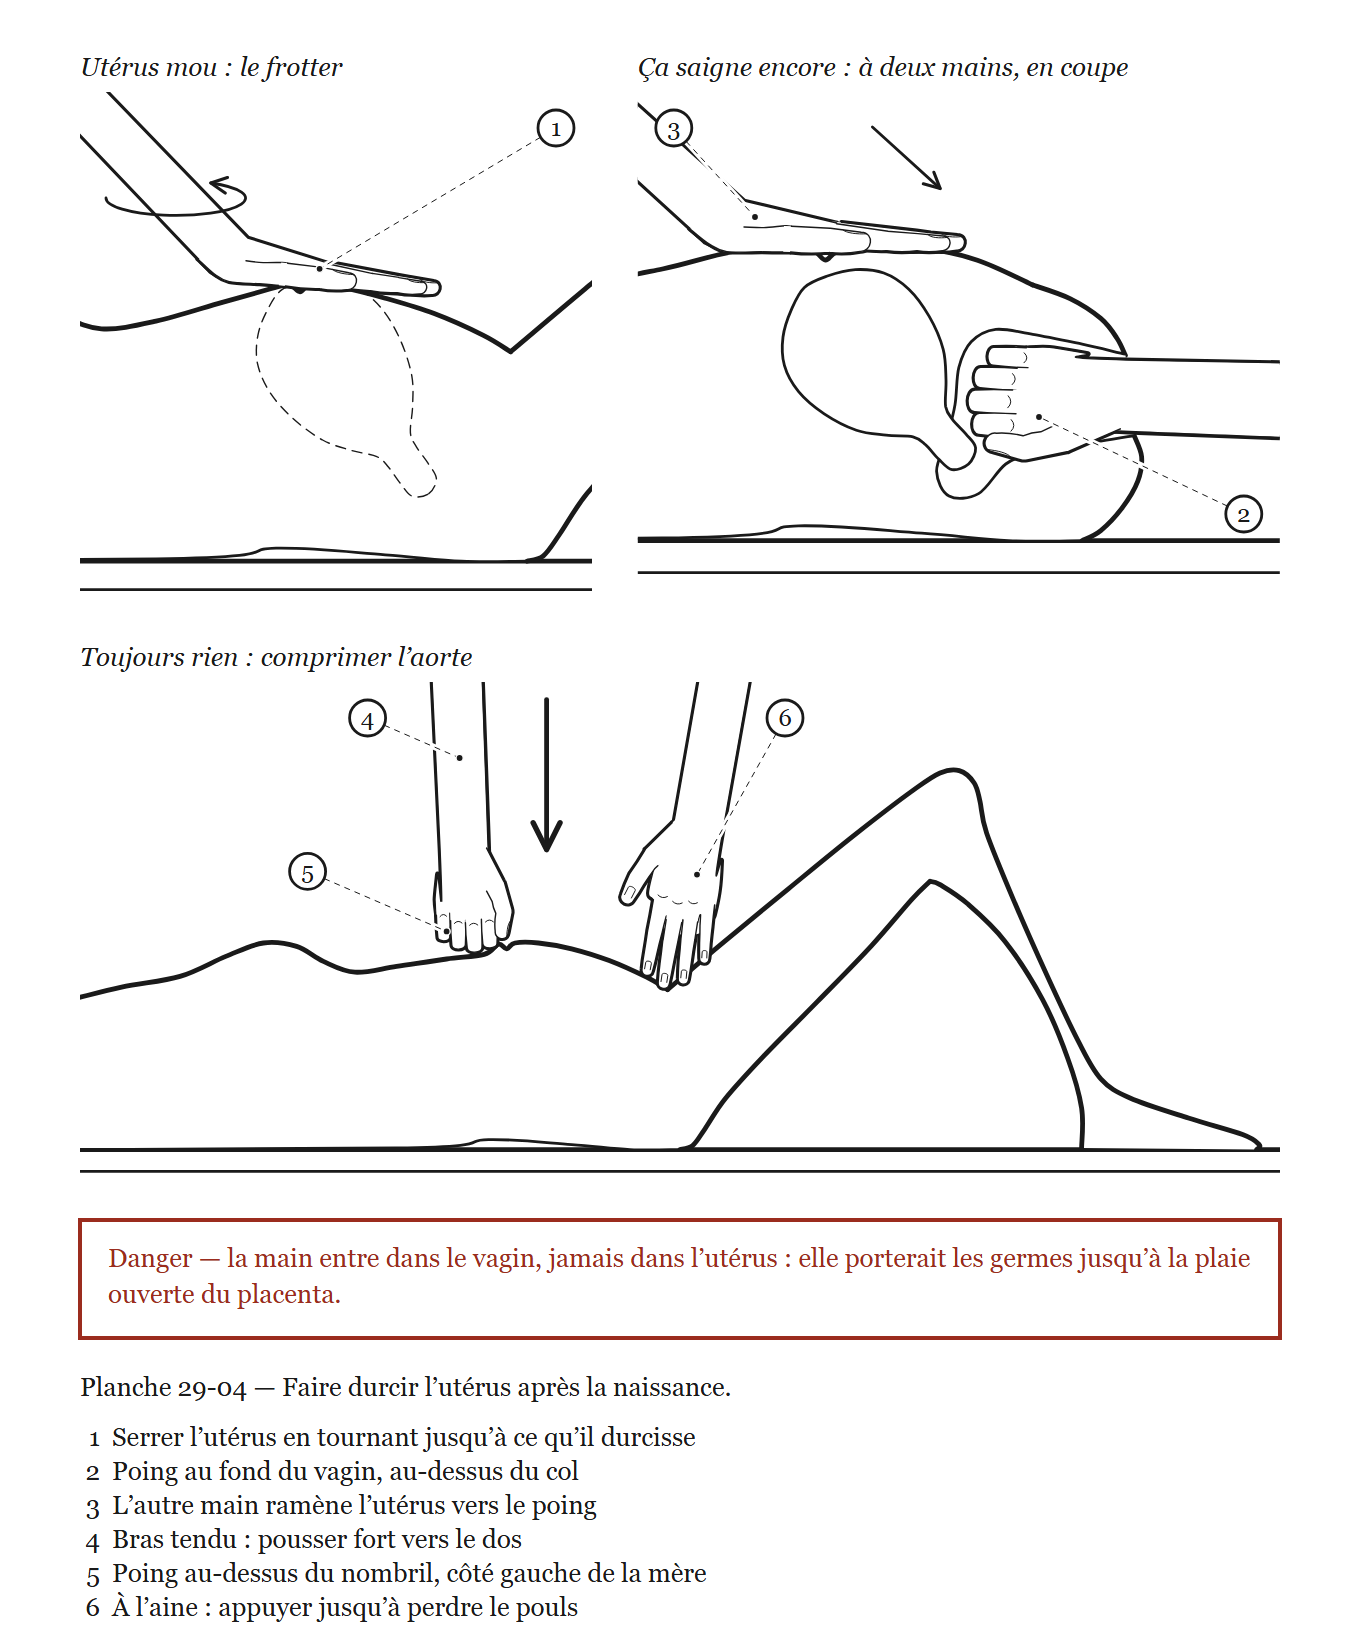 Utérus mou : le frotter
Ça saigne encore : à deux mains, en coupe
1
3
2
Toujours rien : comprimer l’aorte
4
6
5
Danger — la main entre dans le vagin, jamais dans l’utérus : elle porterait les germes jusqu’à la plaie
ouverte du placenta.
Planche 29-04 — Faire durcir l’utérus après la naissance.
1 Serrer l’utérus en tournant jusqu’à ce qu’il durcisse
2 Poing au fond du vagin, au-dessus du col
3 L’autre main ramène l’utérus vers le poing
4 Bras tendu : pousser fort vers le dos
5 Poing au-dessus du nombril, côté gauche de la mère
6 À l’aine : appuyer jusqu’à perdre le pouls